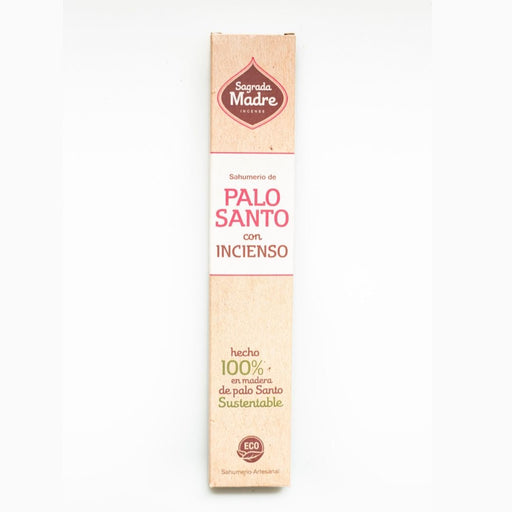 Sagrada
Madre
INCENSE
Sahumerio de
PALO
SANTO
con
INCIENSO
hecho
100%
en madera
de palo Santo
Sustentable
ECO
Sahumerio Artesanal